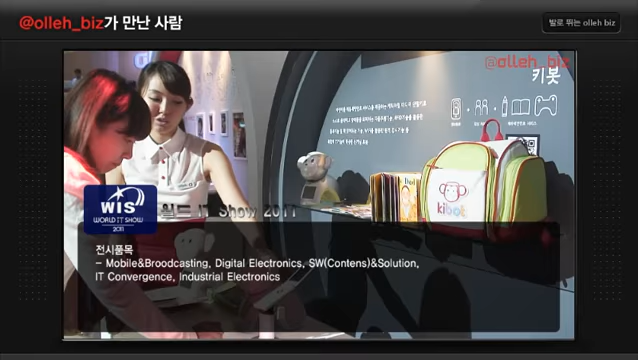 @olleh_biz가 만난 사람
발로 뛰는 olleh biz
@olleh_biz
키봇
kibot
WIS
WORLD IT SHOW
2011
월드 IT Show 2011
전시품목
- Mobile&Broodcasting, Digital Electronics, SW(Contens)&Solution,
IT Convergence, Industrial Electronics